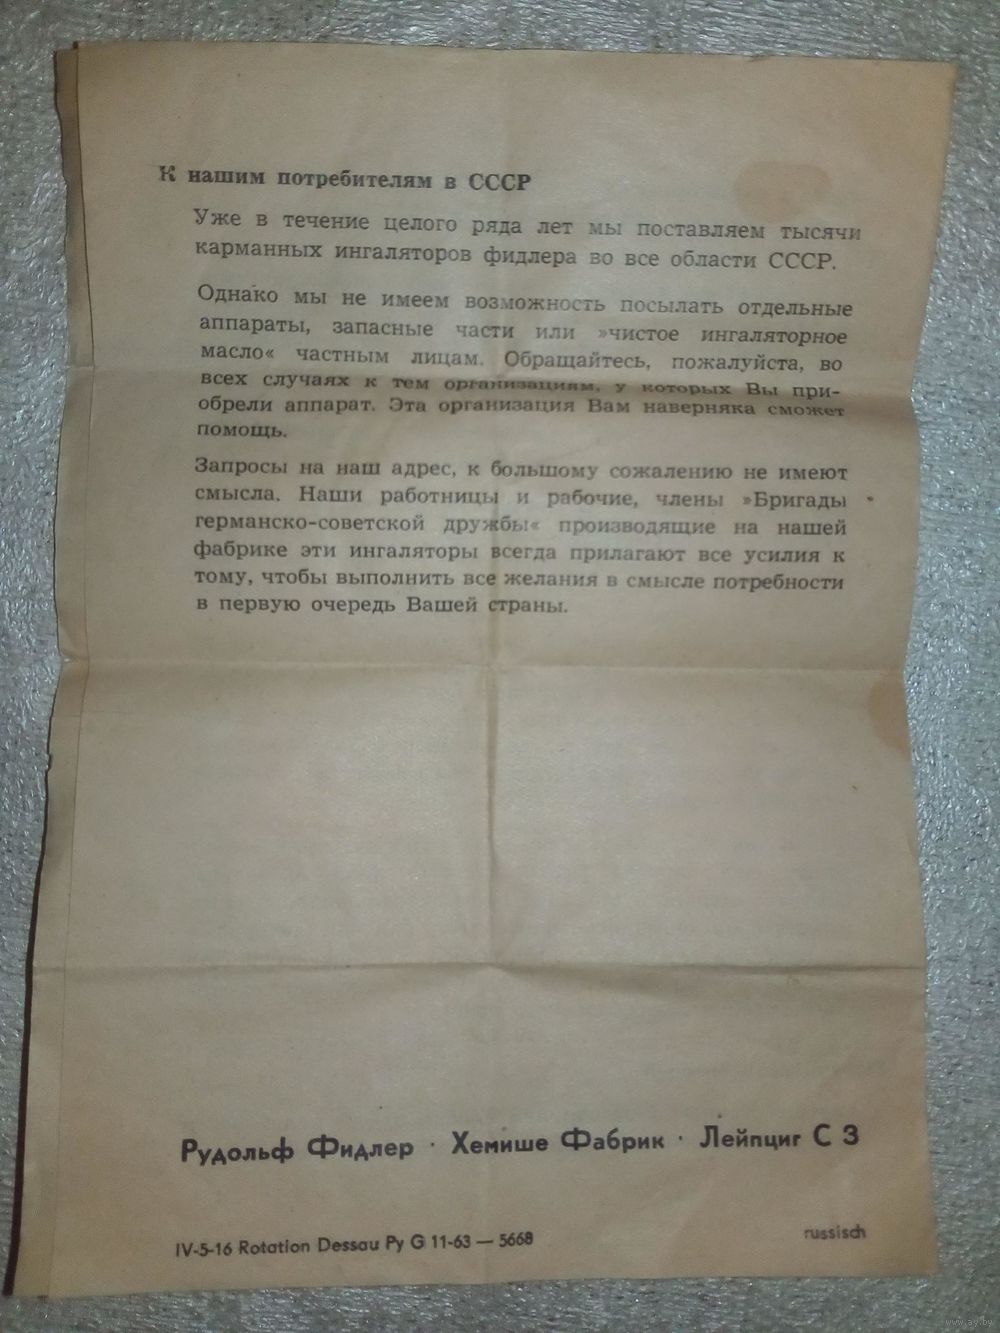 К нашим потребителям в СССР
Уже в течение целого ряда лет мы поставляем тысячи
карманных ингаляторов фидлера во все области СССР.
Однако мы не имеем возможность посылать отдельные
аппараты, запасные части или »чистое ингаляторное
масло« частным лицам. Обращайтесь, пожалуйста, во
всех случаях к тем организациям, у которых Вы при-
обрели аппарат. Эта организация Вам наверняка сможет
помощь.
Запросы на наш адрес, к большому сожалению не имеют
смысла. Наши работницы и рабочие, члены »Бригады
германско-советской дружбы« производящие на нашей
фабрике эти ингаляторы всегда прилагают все усилия к
тому, чтобы выполнить все желания в смысле потребности
в первую очередь Вашей страны.
Рудольф Фидлер · Хемише Фабрик · Лейпциг С 3
IV-5-16 Rotation Dessau Py G 11-63 — 5668
russisch
www.ay.by